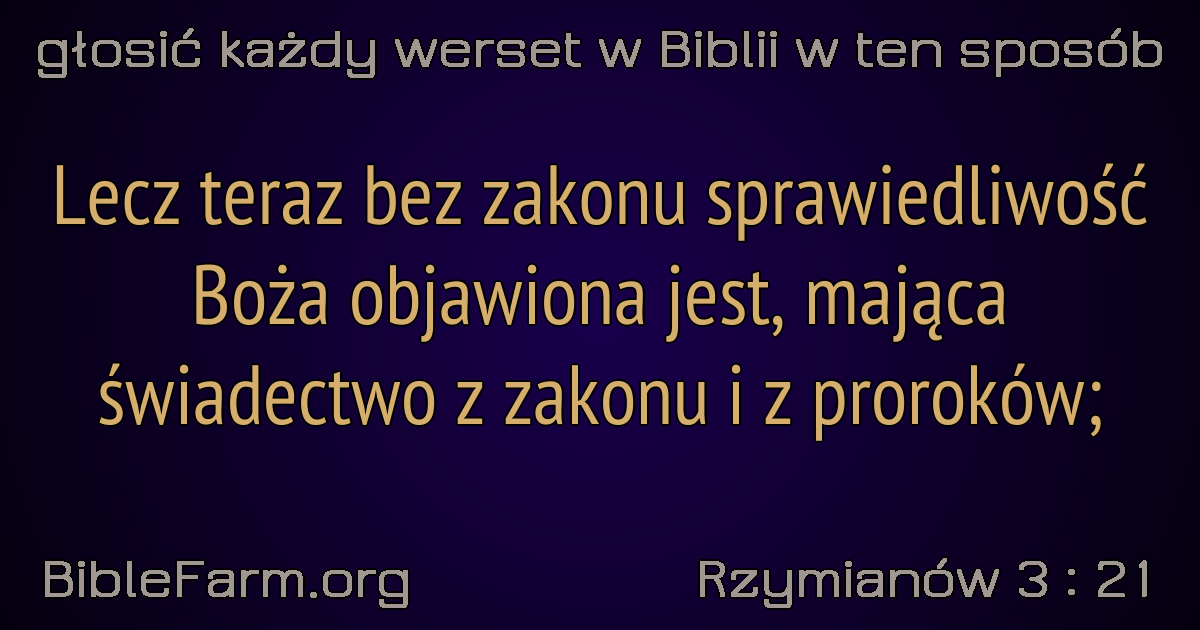 głosić każdy werset w Biblii w ten sposób
Lecz teraz bez zakonu sprawiedliwość
Boża objawiona jest, mająca
świadectwo z zakonu i z proroków;
BibleFarm.org
Rzymianów 3 : 21